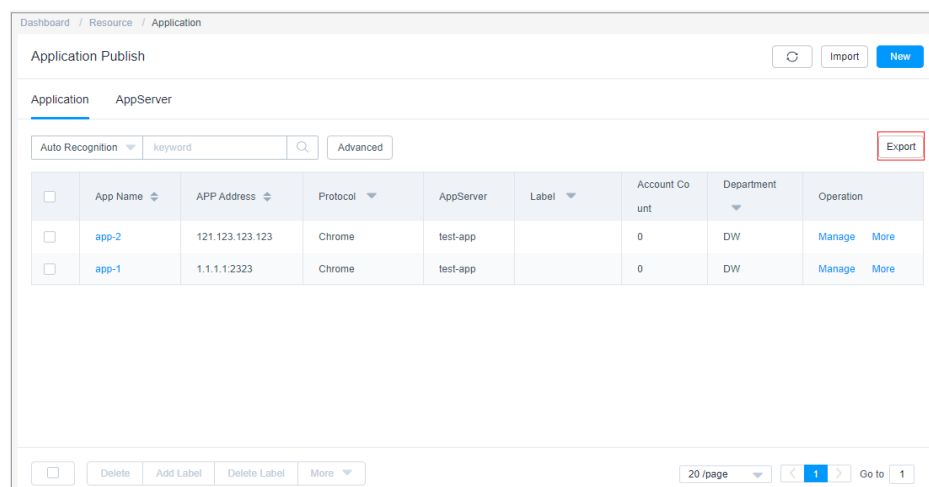 Dashboard / Resource / Application
Application Publish
Import
New
Application AppServer
Auto Recognition keyword Advanced Export
App Name APP Address Protocol AppServer Label Account Co
unt Department Operation
app-2 121.123.123.123 Chrome test-app 0 DW Manage More
app-1 1.1.1.1:2323 Chrome test-app 0 DW Manage More
Delete Add Label Delete Label More 20 /page 1 Go to 1